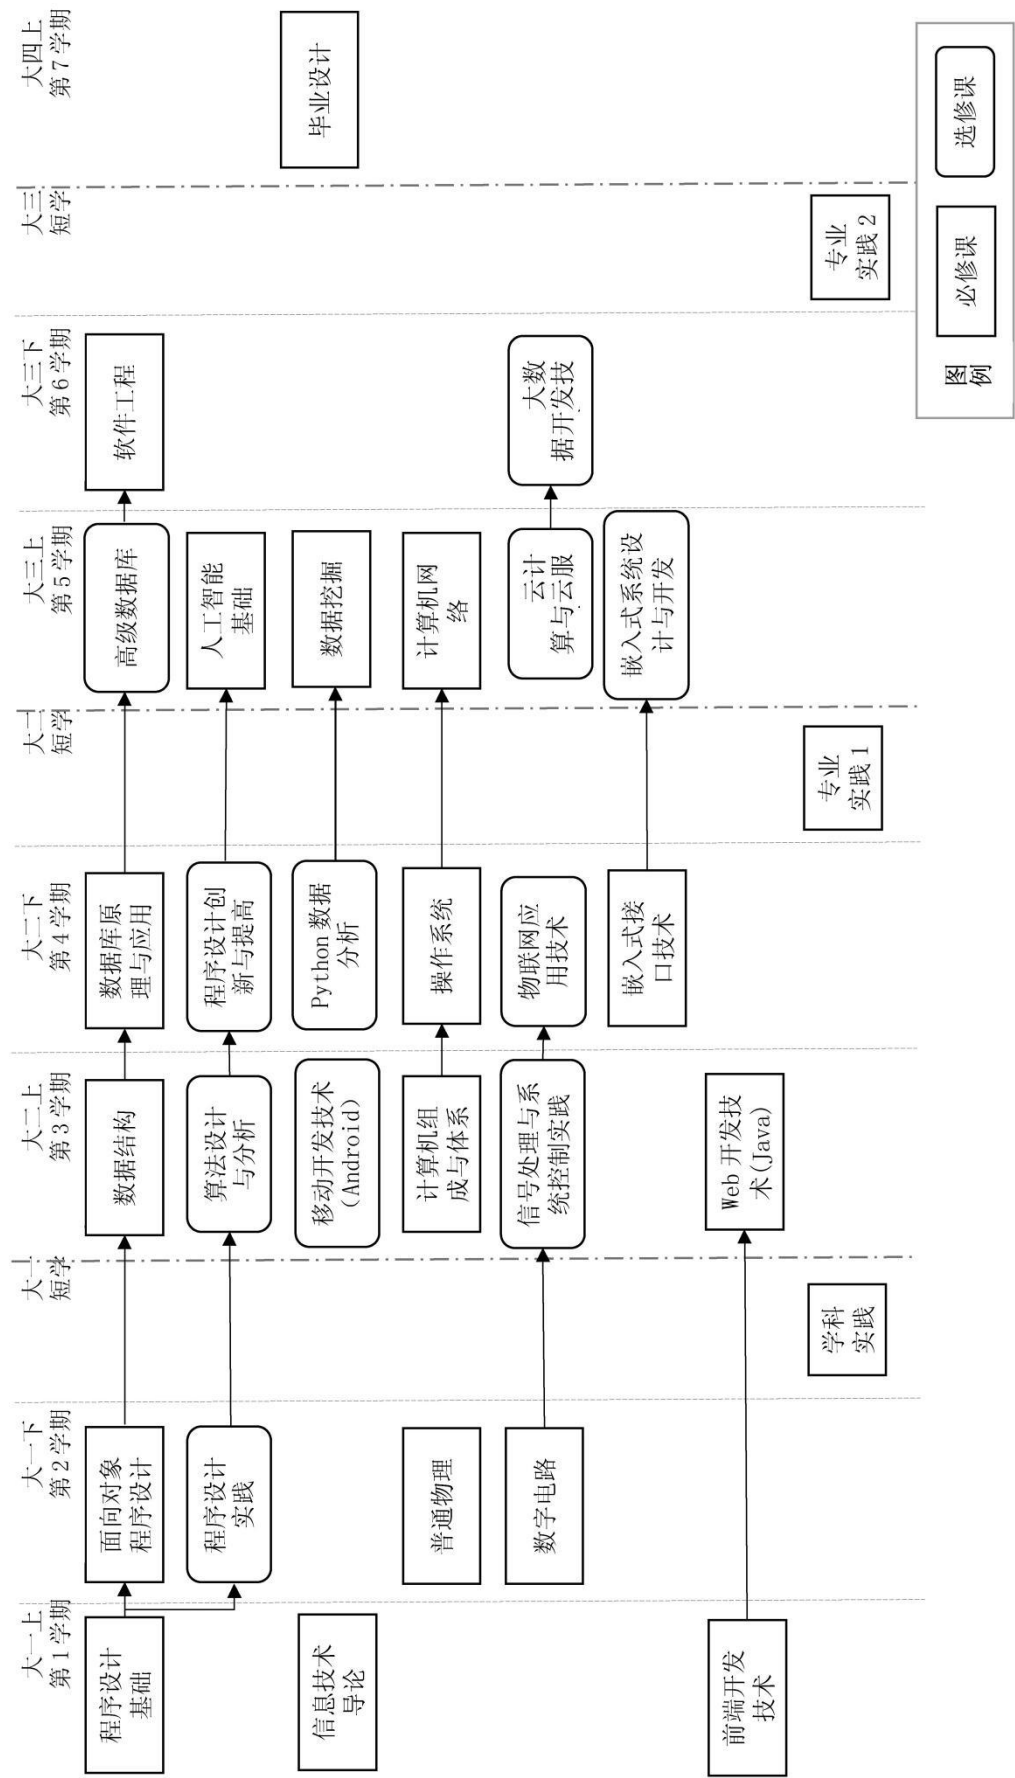 大一上
第1学期
大一下
第2学期
大一
短学
大二上
第3学期
大二下
第4学期
大二
短学
大三上
第5学期
大三下
第6学期
大三
短学
大四上
第7学期
程序设计
基础
面向对象
程序设计
数据结构
数据库原
理与应用
高级数据库
软件工程
程序设计
实践
算法设计
与分析
程序设计创
新与提高
人工智能
基础
信息技术
导论
移动开发技术
(Android)
Python 数据
分析
数据挖掘
毕业设计
普通物理
计算机组
成与体系
操作系统
计算机网
络
数字电路
信号处理与系
统控制实践
物联网应
用技术
云计
算与云服
大数
据开发技
嵌入式接
口技术
嵌入式系统设
计与开发
前端开发
技术
Web 开发技
术(Java)
学科
实践
专业
实践 1
专业
实践 2
图
例
必修课
选修课